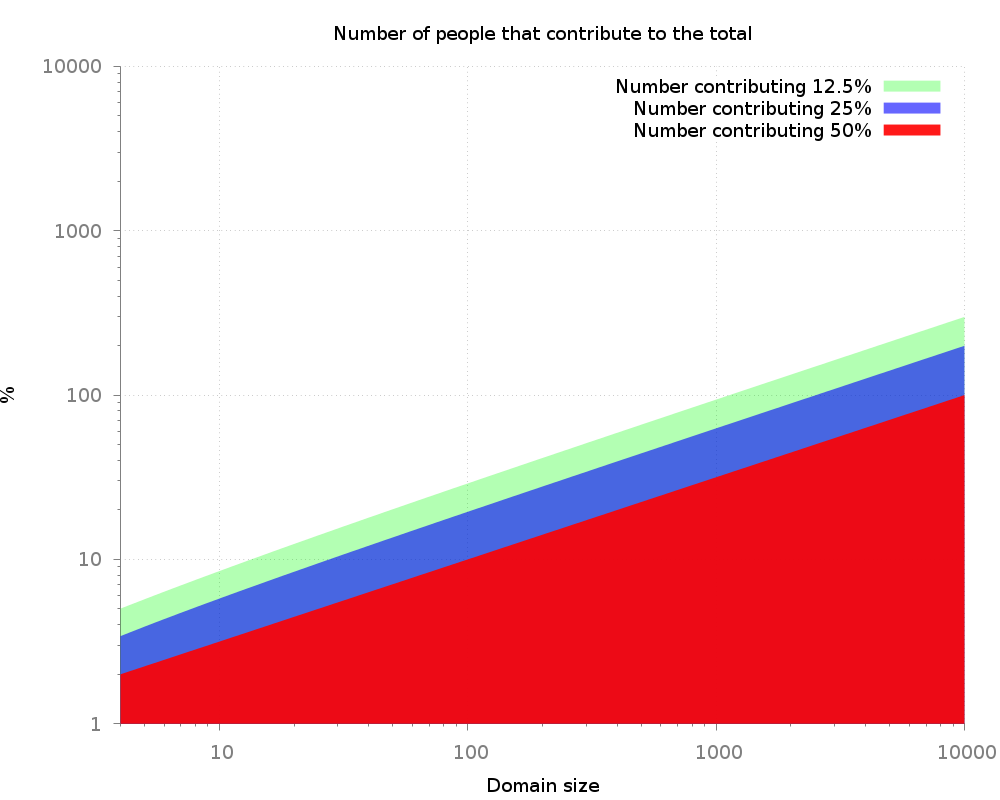 Number of people that contribute to the total
10000
Number contributing 12.5%
Number contributing 25%
Number contributing 50%
1000
%
100
10
1
10
100
1000
10000
Domain size